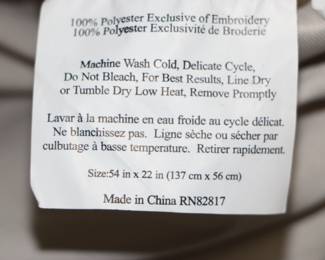 100% Polyester Exclusive of Embroidery
100% Polyester Exclusivité de Broderie
Machine Wash Cold, Delicate Cycle,
Do Not Bleach, For Best Results, Line Dry
or Tumble Dry Low Heat, Remove Promptly
Lavar à la machine en eau froide au cycle délicat.
Ne blanchissez pas. Ligne sèche ou sécher par
culbutage à basse temperature. Retirer rapidement.
Size:54 in x 22 in (137 cm x 56 cm)
Made in China RN82817